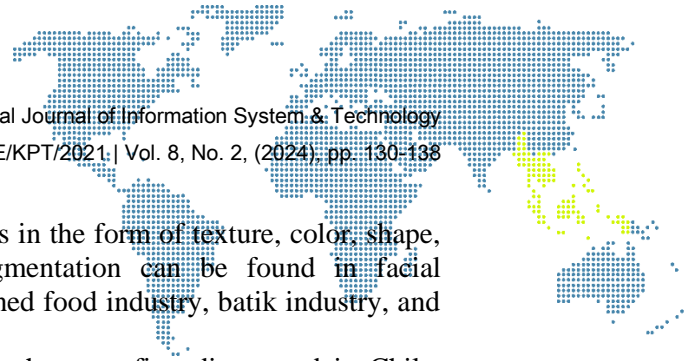 al Journal of Information System & Technology
E/KPT/2021 | Vol. 8, No. 2, (2024), pp. 130-138
s in the form of texture, color, shape,
gmentation can be found in facial
ned food industry, batik industry, and